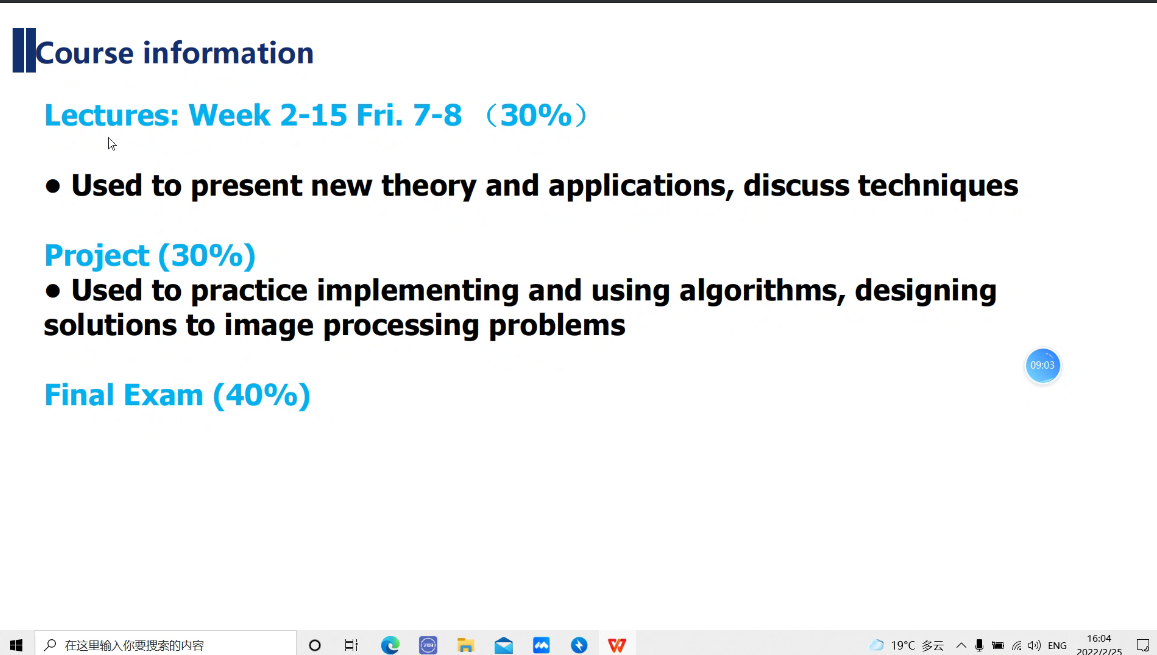 Course information
Lectures: Week 2-15 Fri. 7-8 （30%）
● Used to present new theory and applications, discuss techniques
Project (30%)
● Used to practice implementing and using algorithms, designing
solutions to image processing problems
09:03
Final Exam (40%)
在这里输入你要搜索的内容
19°C 多云
ENG
16:04
2022/2/25